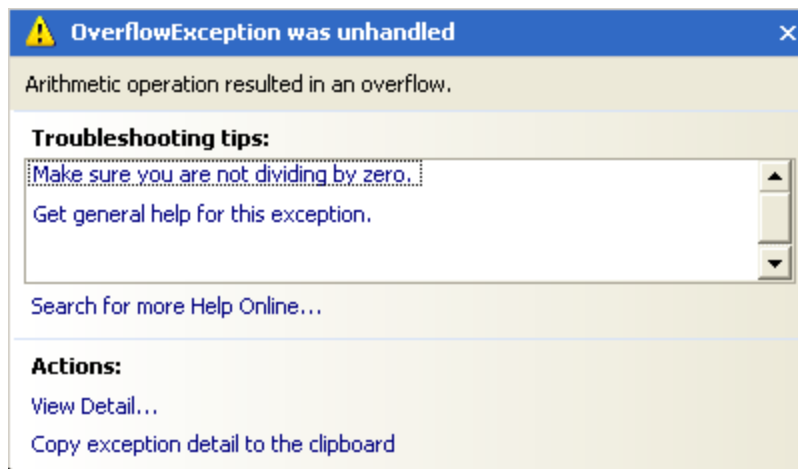 OverflowException was unhandled
Arithmetic operation resulted in an overflow.
Troubleshooting tips:
Make sure you are not dividing by zero.
Get general help for this exception.
Search for more Help Online...
Actions:
View Detail...
Copy exception detail to the clipboard